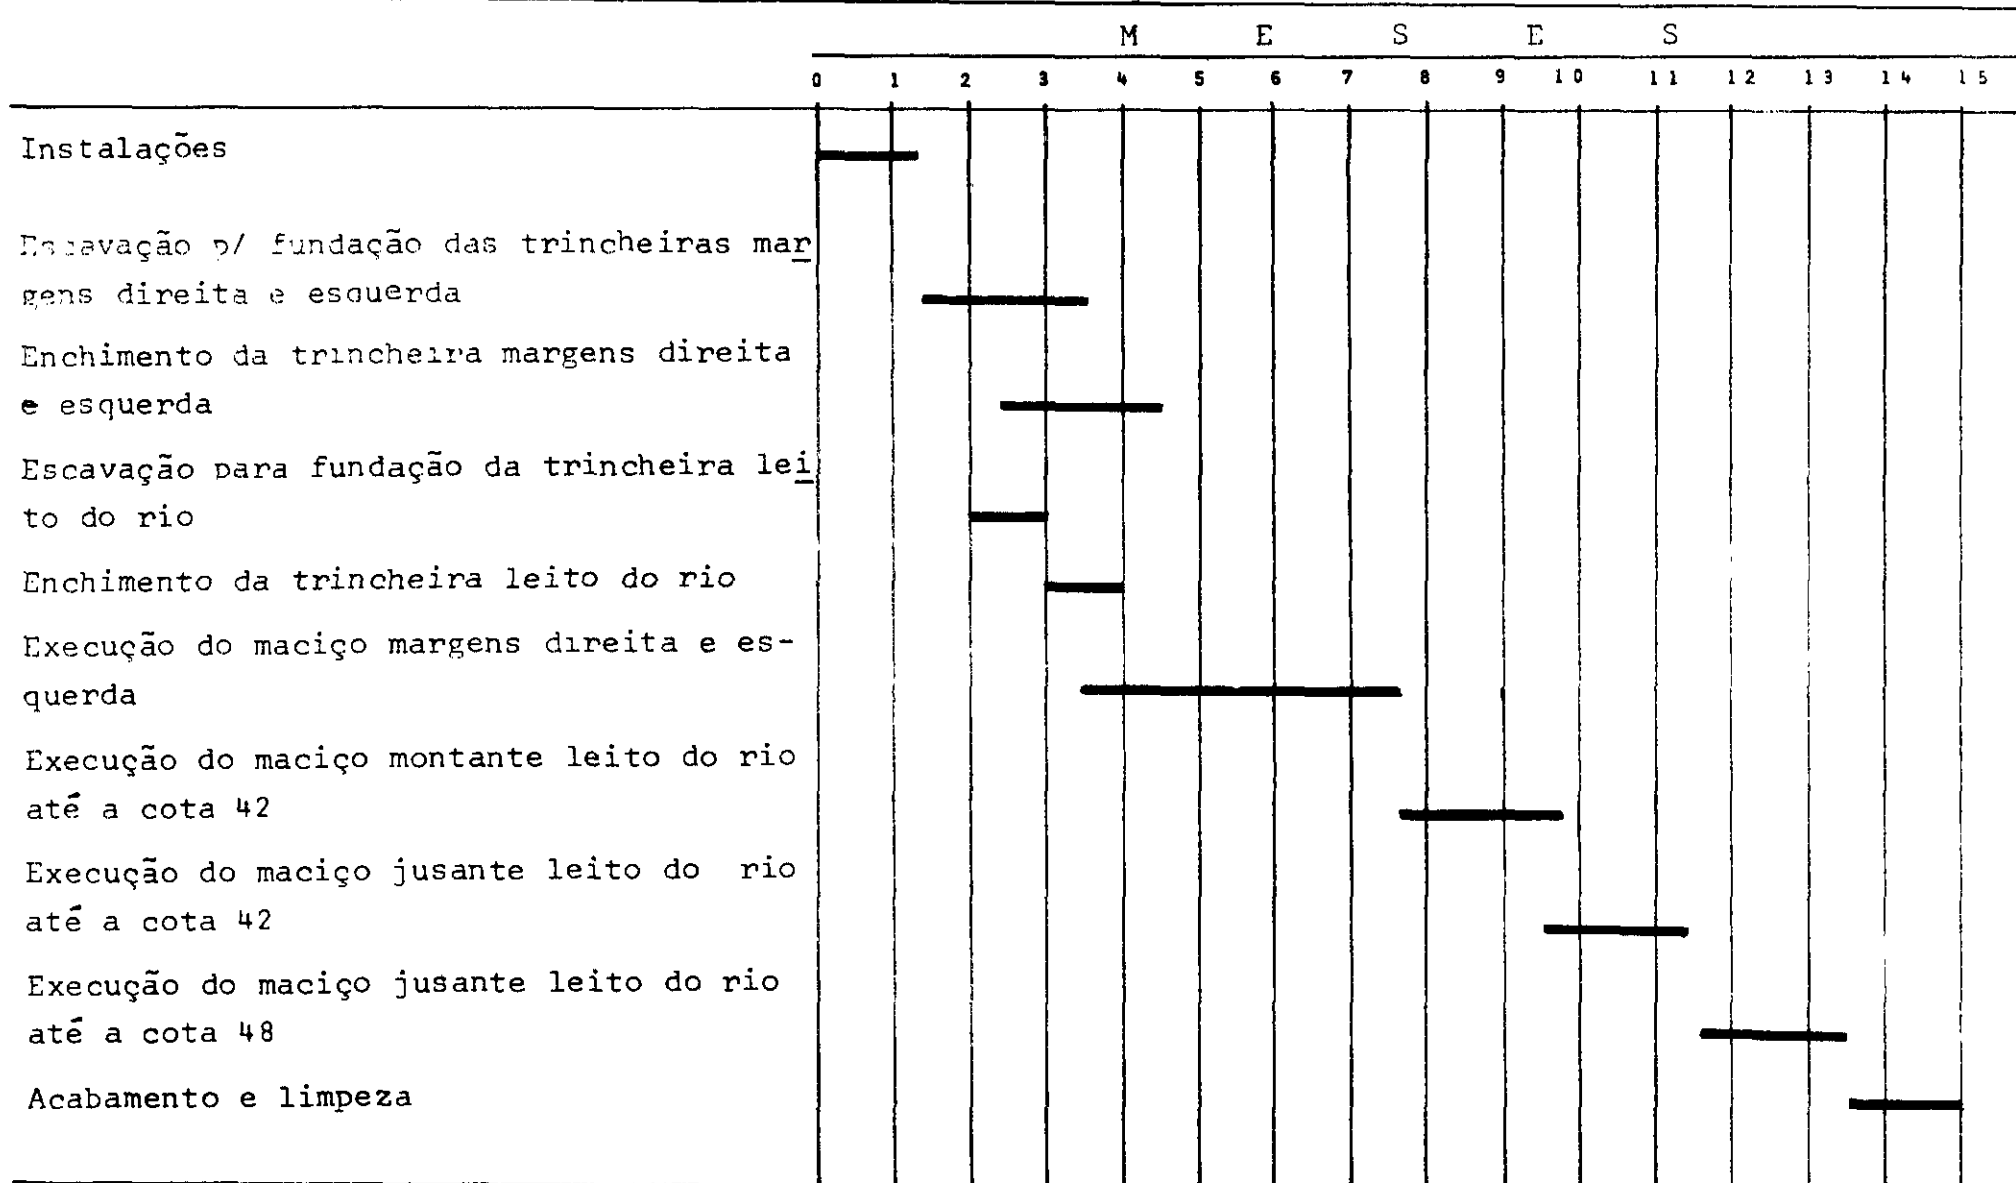 M E S E S
0 1 2 3 4 5 6 7 8 9 10 11 12 13 14 15
Instalações
Escavação p/ fundação das trincheiras mar
gens direita e esquerda
Enchimento da trincheira margens direita
e esquerda
Escavação para fundação da trincheira lei
to do rio
Enchimento da trincheira leito do rio
Execução do maciço margens direita e es-
querda
Execução do maciço montante leito do rio
até a cota 42
Execução do maciço jusante leito do rio
até a cota 42
Execução do maciço jusante leito do rio
até a cota 48
Acabamento e limpeza